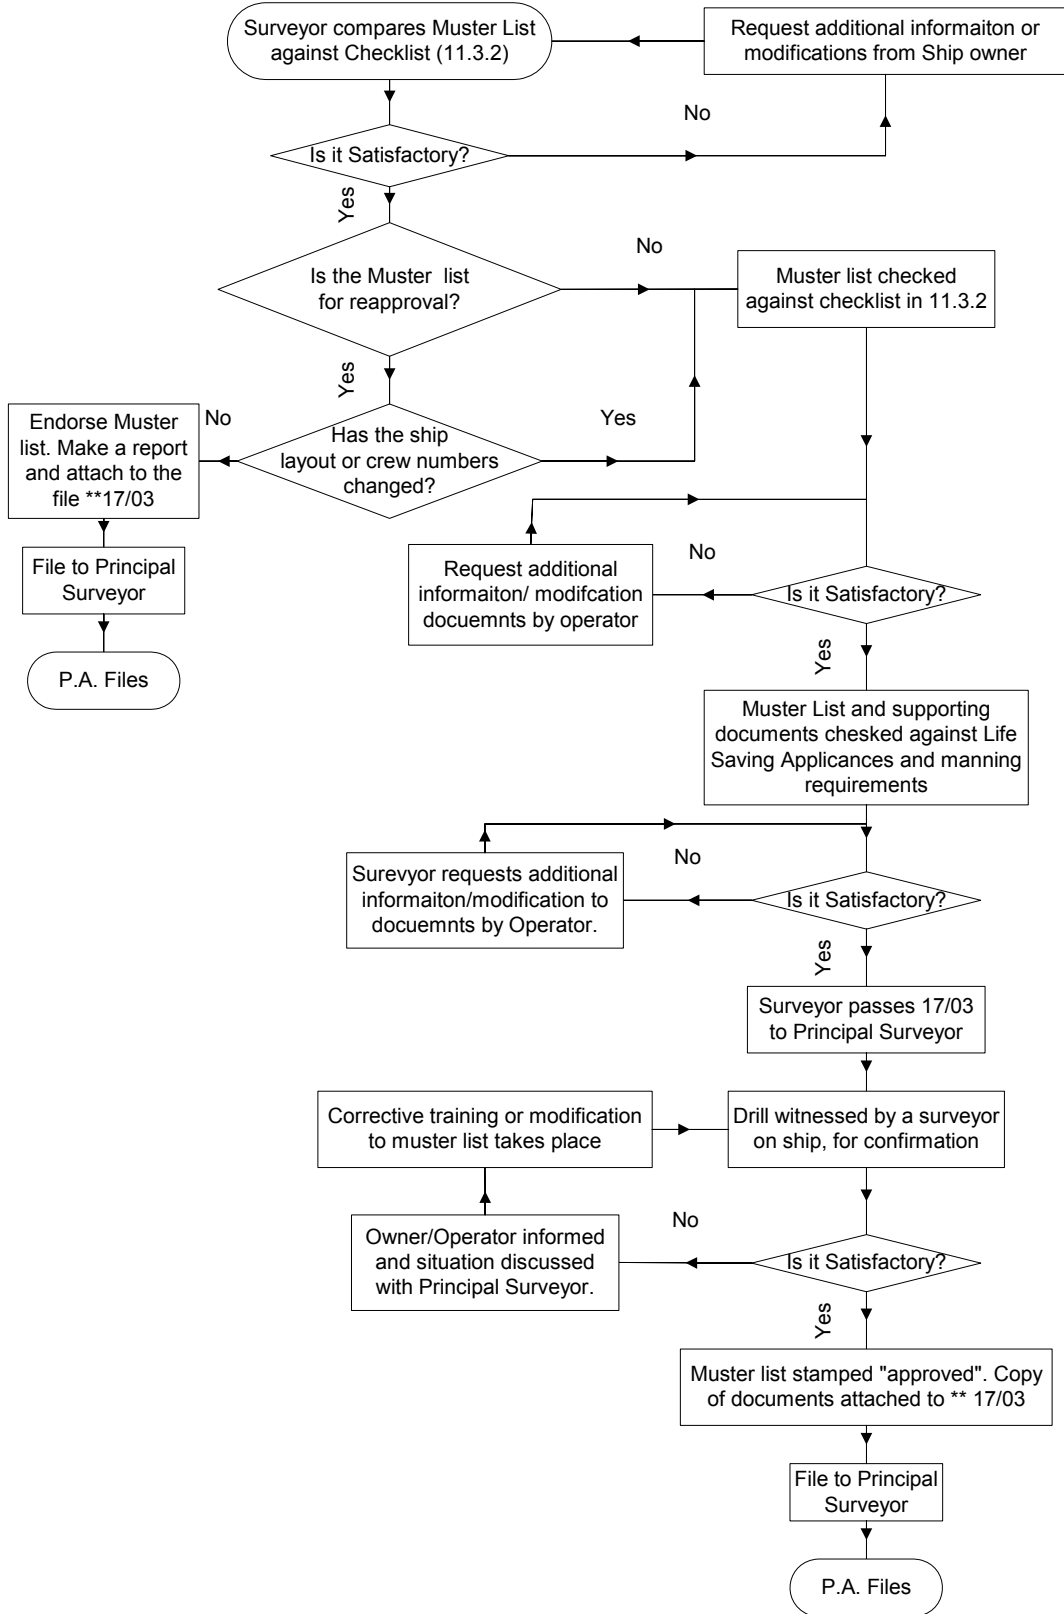 Surveyor compares Muster List
against Checklist (11.3.2)
Request additional informaiton or
modifications from Ship owner
No
Is it Satisfactory?
Yes
Is the Muster list
for reapproval?
No
Muster list checked
against checklist in 11.3.2
Yes
Has the ship
layout or crew numbers
changed?
Yes
No
Endorse Muster
list. Make a report
and attach to the
file **17/03
File to Principal
Surveyor
P.A. Files
Request additional
informaiton/ modifcation
docuemnts by operator
No
Is it Satisfactory?
Yes
Muster List and supporting
documents chesked against Life
Saving Applicances and manning
requirements
Surevyor requests additional
informaiton/modification to
docuemnts by Operator.
No
Is it Satisfactory?
Yes
Surveyor passes 17/03
to Principal Surveyor
Corrective training or modification
to muster list takes place
Drill witnessed by a surveyor
on ship, for confirmation
Owner/Operator informed
and situation discussed
with Principal Surveyor.
No
Is it Satisfactory?
Yes
Muster list stamped "approved". Copy
of documents attached to ** 17/03
File to Principal
Surveyor
P.A. Files